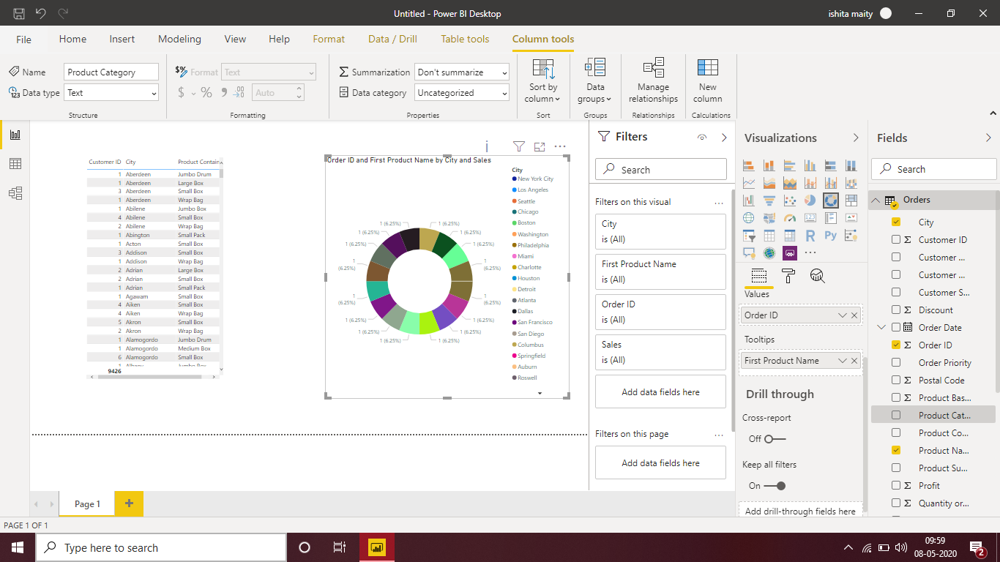 Untitled - Power BI Desktop
ishita maity
File
Home
Insert
Modeling
View
Help
Format
Data / Drill
Table tools
Column tools
Name
Product Category
Data type
Text
Structure
Format
Text
$
%
Auto
Formatting
Summarization
Don't summarize
Data category
Uncategorized
Properties
Sort by
column
Sort
Data
groups
Groups
Manage
relationships
Relationships
New
column
Calculations
Customer ID City Product Contain
1 Aberdeen Jumbo Drum
1 Aberdeen Large Box
3 Aberdeen Small Box
1 Aberdeen Wrap Bag
1 Abilene Jumbo Box
4 Abilene Small Box
2 Abilene Wrap Bag
1 Abington Small Pack
1 Acton Small Box
3 Addison Small Box
1 Addison Wrap Bag
2 Adrian Large Box
2 Adrian Small Box
1 Adrian Small Pack
1 Agawam Small Box
4 Aiken Small Box
4 Aiken Wrap Bag
5 Akron Small Box
2 Akron Wrap Bag
1 Alamogordo Jumbo Drum
1 Alamogordo Medium Box
6 Alamogordo Small Box
1 Albany Jumbo Box
9426
Order ID and First Product Name by City and Sales
1 (6.25%)
1 (6.25%)
1 (6.25%)
1 (6.25%)
1 (6.25%)
1 (6.25%)
1
(6.25%)
1
(6.25%)
1
(6.25%)
1
(6.25%)
1 (6.25%)
1 (6.25%)
1 (6.25%)
1 (6.25%)
1 (6.25%)
1 (6.25%)
City
New York City
Los Angeles
Seattle
Chicago
Boston
Washington
Philadelphia
Miami
Charlotte
Houston
Detroit
Atlanta
Dallas
San Francisco
San Diego
Columbus
Springfield
Auburn
Roswell
Filters
Search
Filters on this visual
City
is (All)
First Product Name
is (All)
Order ID
is (All)
Sales
is (All)
Add data fields here
Filters on this page
Add data fields here
Visualizations
R
Py
Values
Order ID
Tooltips
First Product Name
Drill through
Cross-report
Off
Keep all filters
On
Add drill-through fields here
Fields
Search
Orders
City
Customer ID
Customer ...
Customer ...
Customer S...
Discount
Order Date
Order ID
Order Priority
Postal Code
Product Bas...
Product Cat...
Product Co...
Product Na...
Product Su...
Profit
Quantity or...
Page 1
PAGE 1 OF 1
Type here to search
09:59
08-05-2020
2